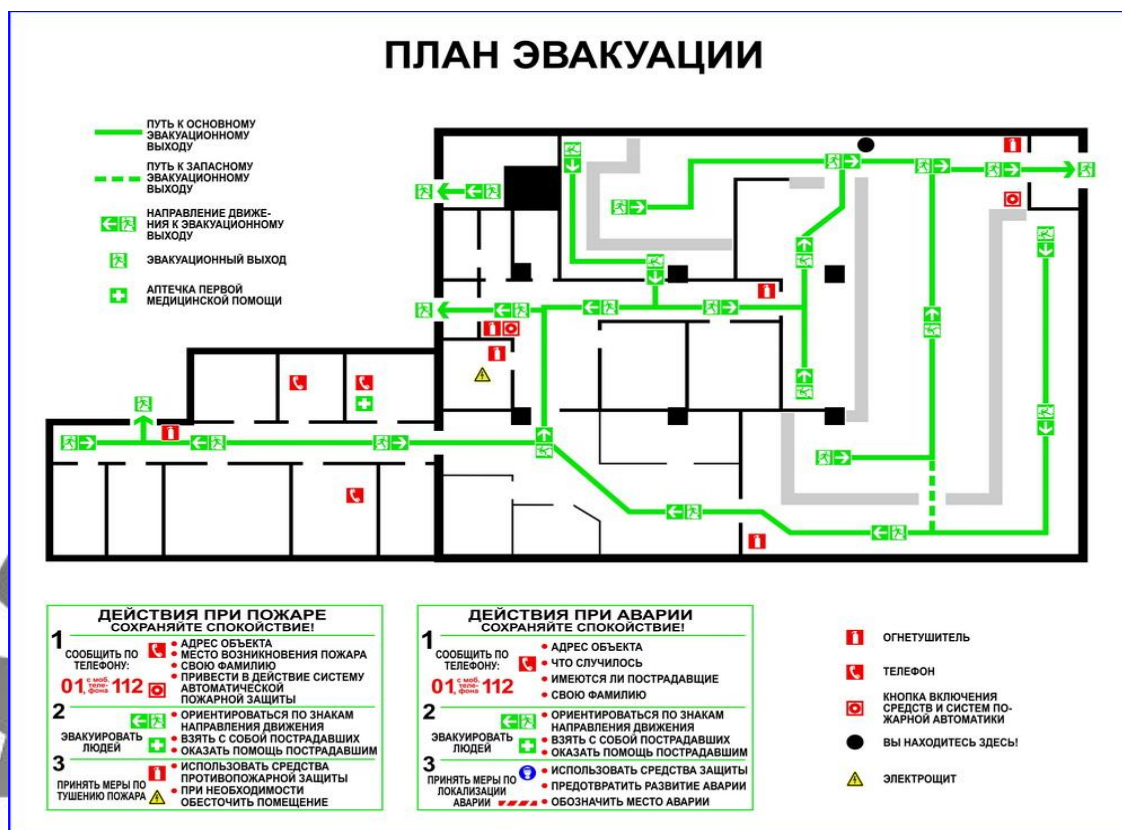 ПЛАН ЭВАКУАЦИИ
ПУТЬ К ОСНОВНОМУ
ЭВАКУАЦИОННОМУ
ВЫХОДУ
ПУТЬ К ЗАПАСНОМУ
ЭВАКУАЦИОННОМУ
ВЫХОДУ
НАПРАВЛЕНИЕ ДВИЖЕ-
НИЯ К ЭВАКУАЦИОННОМУ
ВЫХОДУ
ЭВАКУАЦИОННЫЙ ВЫХОД
АПТЕЧКА ПЕРВОЙ
МЕДИЦИНСКОЙ ПОМОЩИ
ДЕЙСТВИЯ ПРИ ПОЖАРЕ
СОХРАНЯЙТЕ СПОКОЙСТВИЕ!
1
СООБЩИТЬ ПО
ТЕЛЕФОНУ:
01 с моб. теле- фона 112
• АДРЕС ОБЪЕКТА
• МЕСТО ВОЗНИКНОВЕНИЯ ПОЖАРА
• СВОЮ ФАМИЛИЮ
• ПРИВЕСТИ В ДЕЙСТВИЕ СИСТЕМУ
АВТОМАТИЧЕСКОЙ
ПОЖАРНОЙ ЗАЩИТЫ
2
ЭВАКУИРОВАТЬ
ЛЮДЕЙ
• ОРИЕНТИРОВАТЬСЯ ПО ЗНАКАМ
НАПРАВЛЕНИЯ ДВИЖЕНИЯ
• ВЗЯТЬ С СОБОЙ ПОСТРАДАВШИХ
• ОКАЗАТЬ ПОМОЩЬ ПОСТРАДАВШИМ
3
ПРИНЯТЬ МЕРЫ ПО
ТУШЕНИЮ ПОЖАРА
• ИСПОЛЬЗОВАТЬ СРЕДСТВА
ПРОТИВОПОЖАРНОЙ ЗАЩИТЫ
• ПРИ НЕОБХОДИМОСТИ
ОБЕСТОЧИТЬ ПОМЕЩЕНИЕ
ДЕЙСТВИЯ ПРИ АВАРИИ
СОХРАНЯЙТЕ СПОКОЙСТВИЕ!
1
СООБЩИТЬ ПО
ТЕЛЕФОНУ:
01 с моб. теле- фона 112
• АДРЕС ОБЪЕКТА
• ЧТО СЛУЧИЛОСЬ
• ИМЕЮТСЯ ЛИ ПОСТРАДАВЩИЕ
• СВОЮ ФАМИЛИЮ
2
ЭВАКУИРОВАТЬ
ЛЮДЕЙ
• ОРИЕНТИРОВАТЬСЯ ПО ЗНАКАМ
НАПРАВЛЕНИЯ ДВИЖЕНИЯ
• ВЗЯТЬ С СОБОЙ ПОСТРАДАВШИХ
• ОКАЗАТЬ ПОМОЩЬ ПОСТРАДАВШИМ
3
ПРИНЯТЬ МЕРЫ ПО
ЛОКАЛИЗАЦИИ
АВАРИИ
• ИСПОЛЬЗОВАТЬ СРЕДСТВА ЗАЩИТЫ
• ПРЕДОТВРАТИТЬ РАЗВИТИЕ АВАРИИ
• ОБОЗНАЧИТЬ МЕСТО АВАРИИ
ОГНЕТУШИТЕЛЬ
ТЕЛЕФОН
КНОПКА ВКЛЮЧЕНИЯ
СРЕДСТВ И СИСТЕМ ПО-
ЖАРНОЙ АВТОМАТИКИ
ВЫ НАХОДИТЕСЬ ЗДЕСЬ!
ЭЛЕКТРОЩИТ